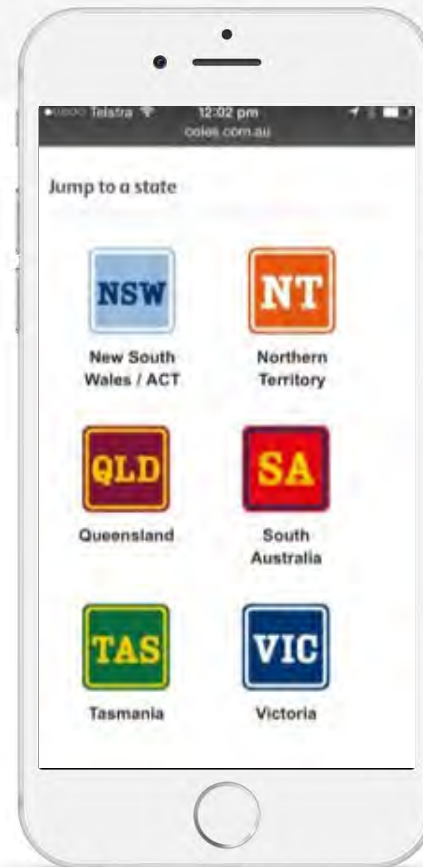 Telstra 12:02 pm
coles.com.au
Jump to a state
NSW NT
New South Northern
Wales / ACT Territory
QLD SA
Queensland South
Australia
TAS VIC
Tasmania Victoria